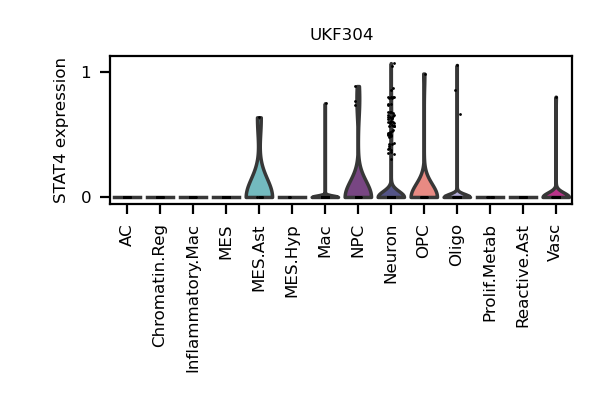 UKF304
STAT4 expression
1
0
AC
Chromatin.Reg
Inflammatory.Mac
MES
MES.Ast
MES.Hyp
Mac
NPC
Neuron
OPC
Oligo
Prolif.Metab
Reactive.Ast
Vasc